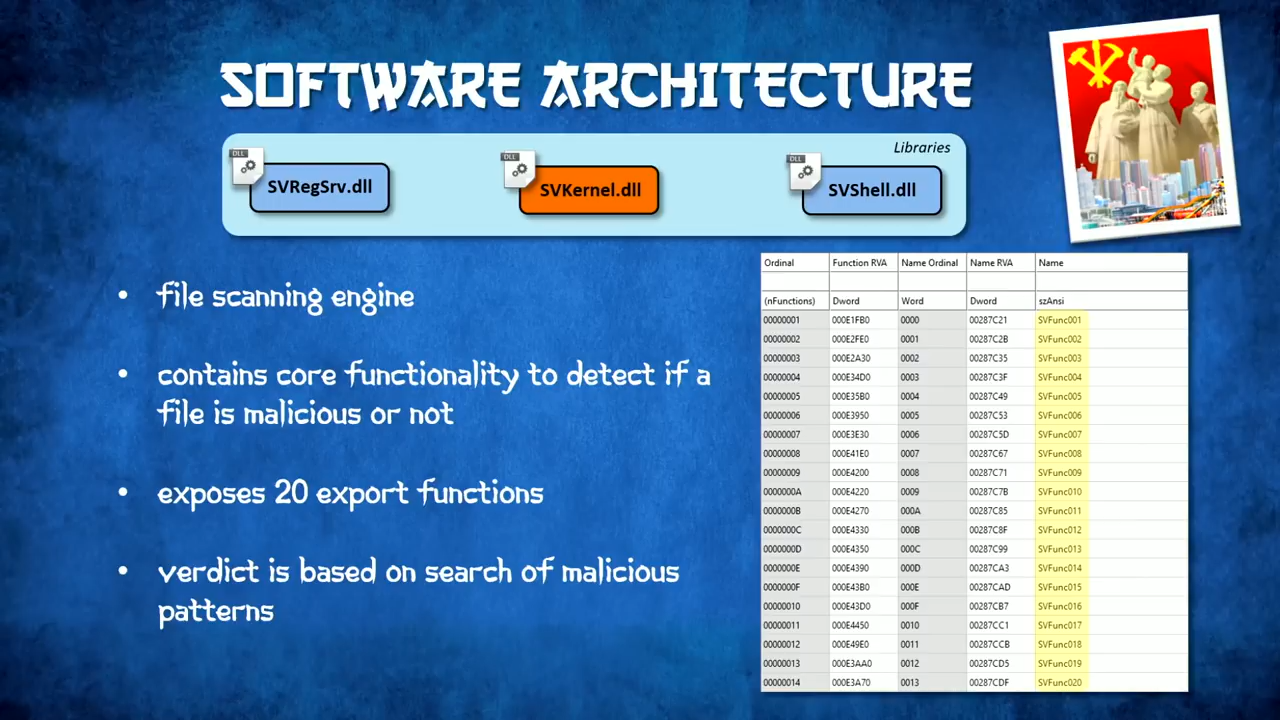 SOFTWARE ARCHITECTURE
Libraries
DLL
SVRegSrv.dll
DLL
SVKernel.dll
DLL
SVShell.dll
• file scanning engine
• contains core functionality to detect if a
file is malicious or not
• exposes 20 export functions
• verdict is based on search of malicious
patterns
Ordinal Function RVA Name Ordinal Name RVA Name
(nFunctions) Dword Word Dword szAnsi
00000001 000E1FB0 0000 00287C21 SVFunc001
00000002 000E2FE0 0001 00287C2B SVFunc002
00000003 000E2A30 0002 00287C35 SVFunc003
00000004 000E34D0 0003 00287C3F SVFunc004
00000005 000E35B0 0004 00287C49 SVFunc005
00000006 000E3950 0005 00287C53 SVFunc006
00000007 000E3E30 0006 00287C5D SVFunc007
00000008 000E41E0 0007 00287C67 SVFunc008
00000009 000E4200 0008 00287C71 SVFunc009
0000000A 000E4220 0009 00287C7B SVFunc010
0000000B 000E4270 000A 00287C85 SVFunc011
0000000C 000E4330 000B 00287C8F SVFunc012
0000000D 000E4350 000C 00287C99 SVFunc013
0000000E 000E4390 000D 00287CA3 SVFunc014
0000000F 000E43B0 000E 00287CAD SVFunc015
00000010 000E43D0 000F 00287CB7 SVFunc016
00000011 000E4450 0010 00287CC1 SVFunc017
00000012 000E49E0 0011 00287CCB SVFunc018
00000013 000E3AA0 0012 00287CD5 SVFunc019
00000014 000E3A70 0013 00287CDF SVFunc020